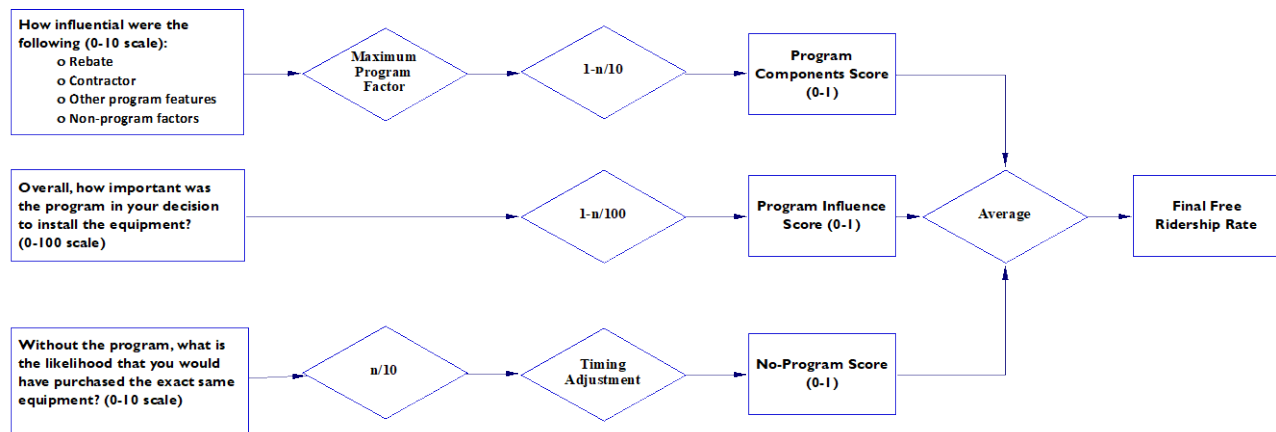 How influential were the
following (0-10 scale):
o Rebate
o Contractor
o Other program features
o Non-program factors
Maximum
Program
Factor
1-n/10
Program
Components Score
(0-1)
Overall, how important was
the program in your decision
to install the equipment?
(0-100 scale)
1-n/100
Program Influence
Score (0-1)
Average
Final Free
Ridership Rate
Without the program, what is
the likelihood that you would
have purchased the exact same
equipment? (0-10 scale)
n/10
Timing
Adjustment
No-Program Score
(0-1)